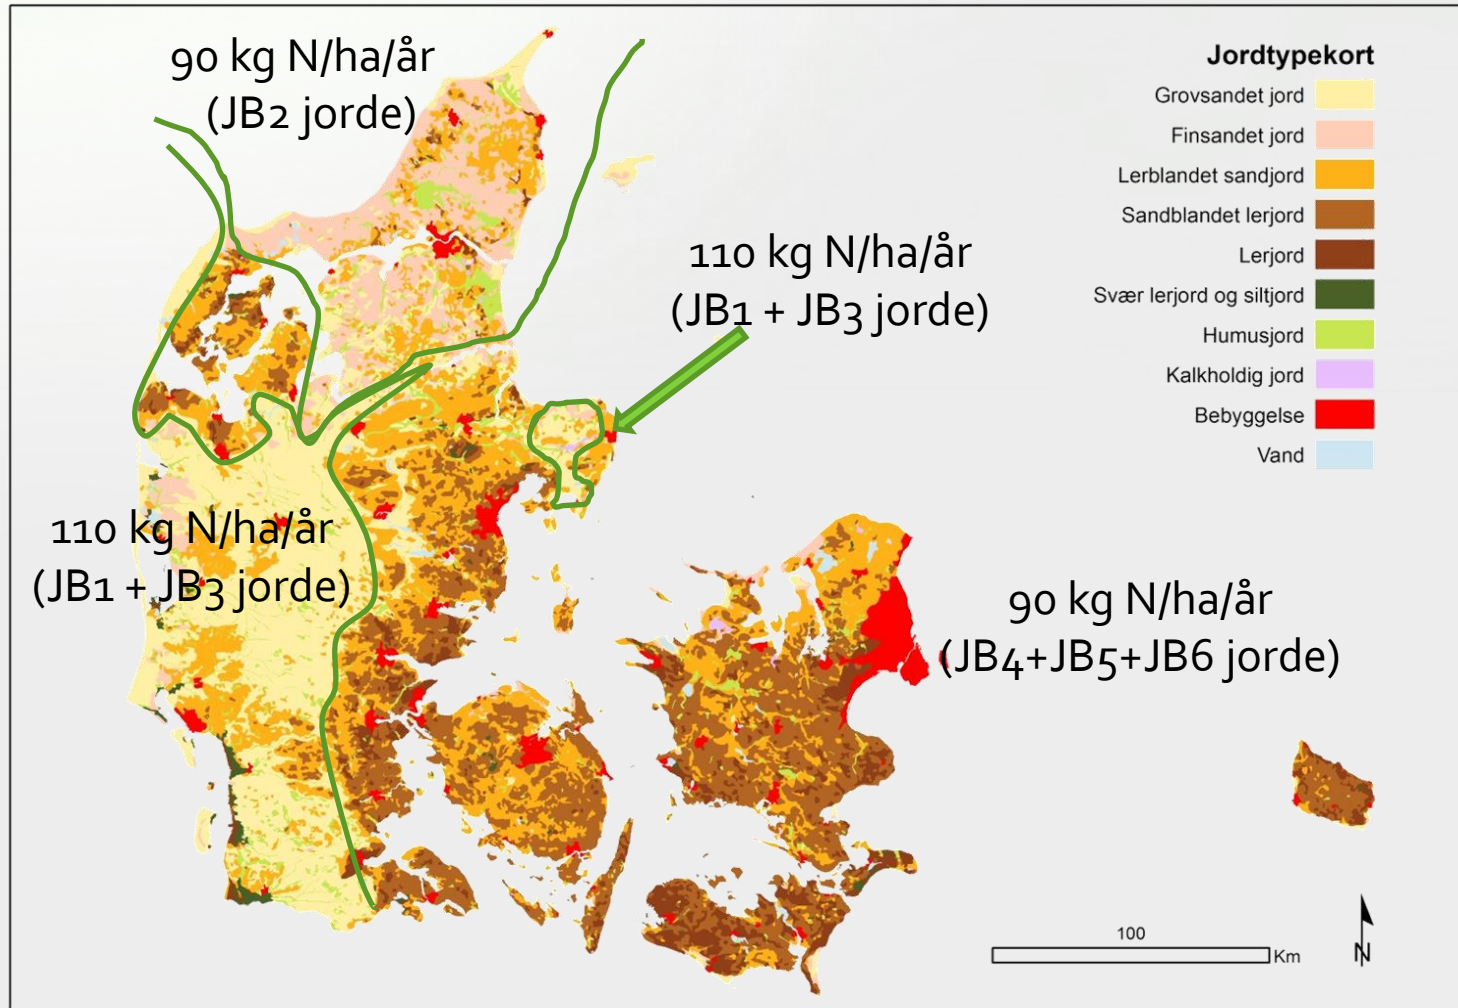 90 kg N/ha/år
(JB2 jorde)
110 kg N/ha/år
(JB1 + JB3 jorde)
110 kg N/ha/år
(JB1 + JB3 jorde)
90 kg N/ha/år
(JB4+JB5+JB6 jorde)
Jordtypekort
Grovsandet jord
Finsandet jord
Lerblandet sandjord
Sandblandet lerjord
Lerjord
Svær lerjord og siltjord
Humusjord
Kalkholdig jord
Bebyggelse
Vand
100
Km
N